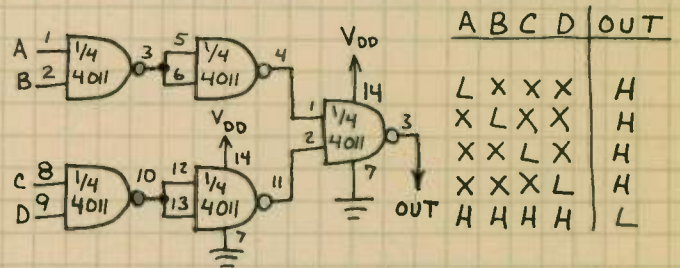 A 1 1/4 4011 3 5 6 1/4 4011 4
B 2
VDD
14
1 2 1/4 4011 3
7
OUT
VDD
14
C 8 1/4 4011 10 12 13 1/4 4011 11
D 9
7
A B C D OUT
L X X X H
X L X X H
X X L X H
X X X L H
H H H H L